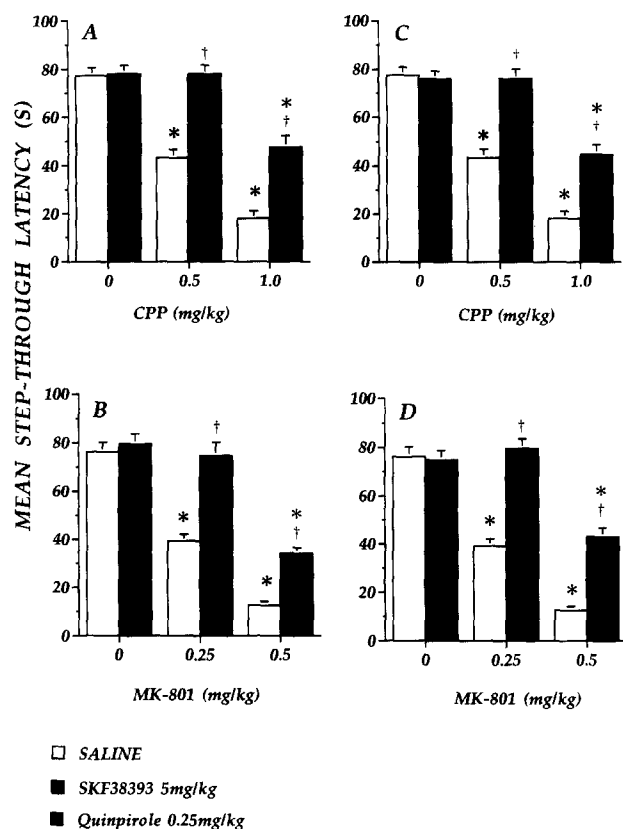 MEAN STEP-THROUGH LATENCY (S)
A
100
80
60
40
20
0
†
*
*
*
†
0 0.5 1.0
CPP (mg/kg)
C
100
80
60
40
20
0
†
*
*
*
†
0 0.5 1.0
CPP (mg/kg)
B
100
80
60
40
20
0
†
*
*
*
†
0 0.25 0.5
MK-801 (mg/kg)
D
100
80
60
40
20
0
†
*
*
*
†
0 0.25 0.5
MK-801 (mg/kg)
SALINE
SKF38393 5mg/kg
Quinpirole 0.25mg/kg